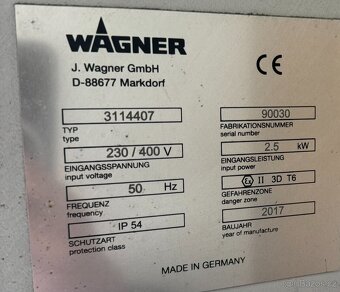 WAGNER
J. Wagner GmbH
D-88677 Markdorf
CE
3114407
TYP
type
90030
FABRIKATIONSNUMMER
serial number
230 / 400 V
EINGANGSSPANNUNG
input voltage
2.5 kW
EINGANGSLEISTUNG
input power
50 Hz
FREQUENZ
frequency
Ex II 3D T6
GEFAHRENZONE
danger zone
IP 54
SCHUTZART
protection class
2017
BAUJAHR
year of manufacture
MADE IN GERMANY